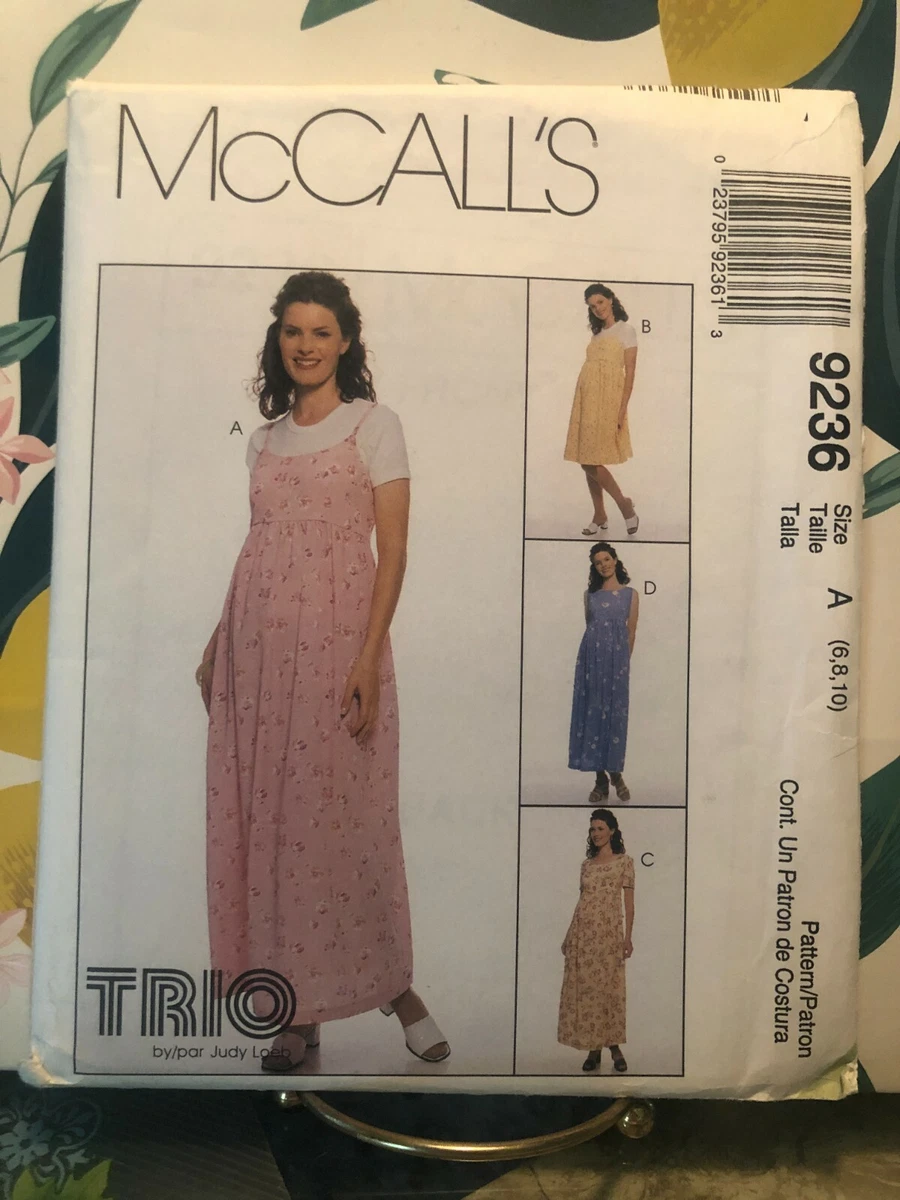 McCALL'S
A
B
D
C
TRIO
by/par Judy Loeb
0 23795 92361 3
9236
Size A (6,8,10)
Taille
Talla
Pattern/Patron
Cont. Un Patron de Costura